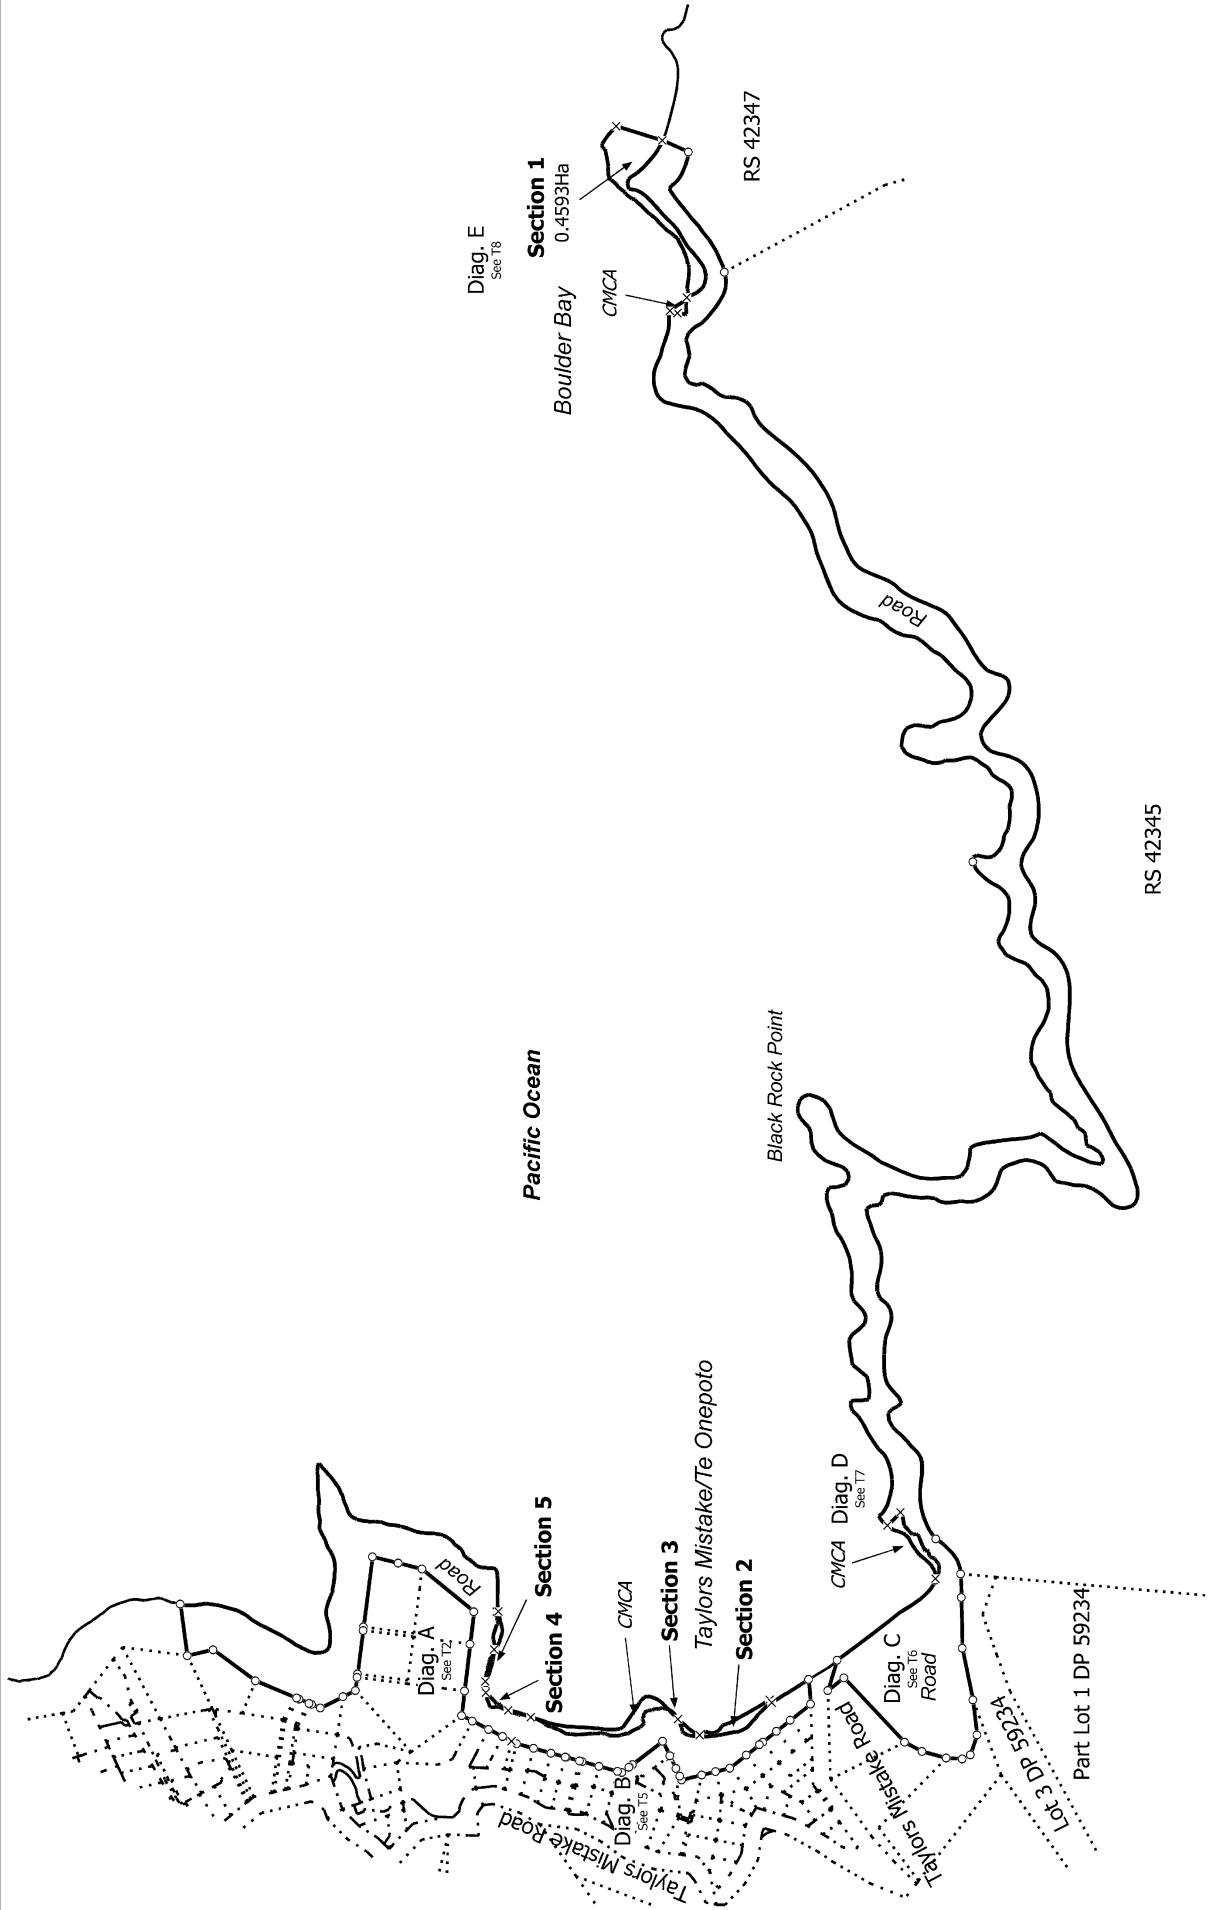 RS 42347
Section 1
0.4593Ha
Diag. E
See T8
CMCA
Boulder Bay
Road
RS 42345
Black Rock Point
Pacific Ocean
Taylors Mistake/Te Onepoto
Diag. D
See T7
CMCA
Section 5
Section 4
Road
Diag. A
See T2
CMCA
Section 3
Section 2
Diag. C
See T6
Road
Part Lot 1 DP 59234
Lot 3 DP 59234
Taylors Mistake Road
Diag. B
See T5
Taylors Mistake Road